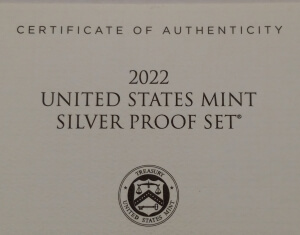 CERTIFICATE OF AUTHENTICITY
2022
UNITED STATES MINT
SILVER PROOF SET®
TREASURY
UNITED STATES MINT